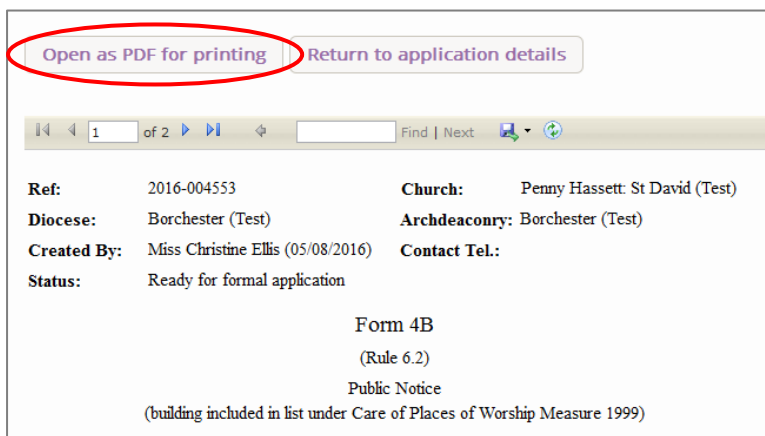 Open as PDF for printing Return to application details
1 of 2 Find | Next
Ref: 2016-004553 Church: Penny Hassett: St David (Test)
Diocese: Borchester (Test) Archdeaconry: Borchester (Test)
Created By: Miss Christine Ellis (05/08/2016) Contact Tel.:
Status: Ready for formal application
Form 4B
(Rule 6.2)
Public Notice
(building included in list under Care of Places of Worship Measure 1999)